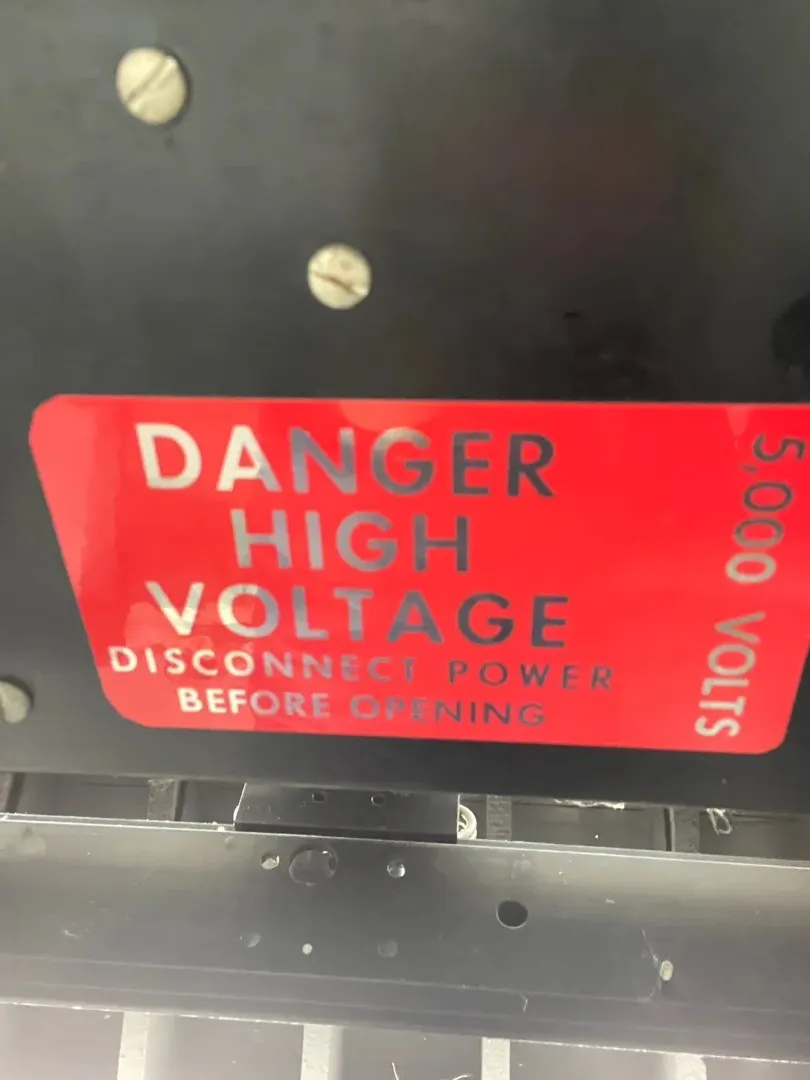 DANGER
HIGH
VOLTAGE
DISCONNECT POWER
BEFORE OPENING
5,000 VOLTS